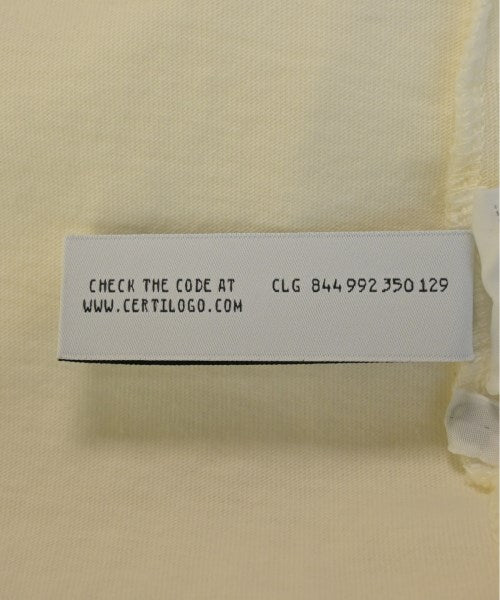 CHECK THE CODE AT
WWW.CERTILOGO.COM
CLG 844 992 350 129